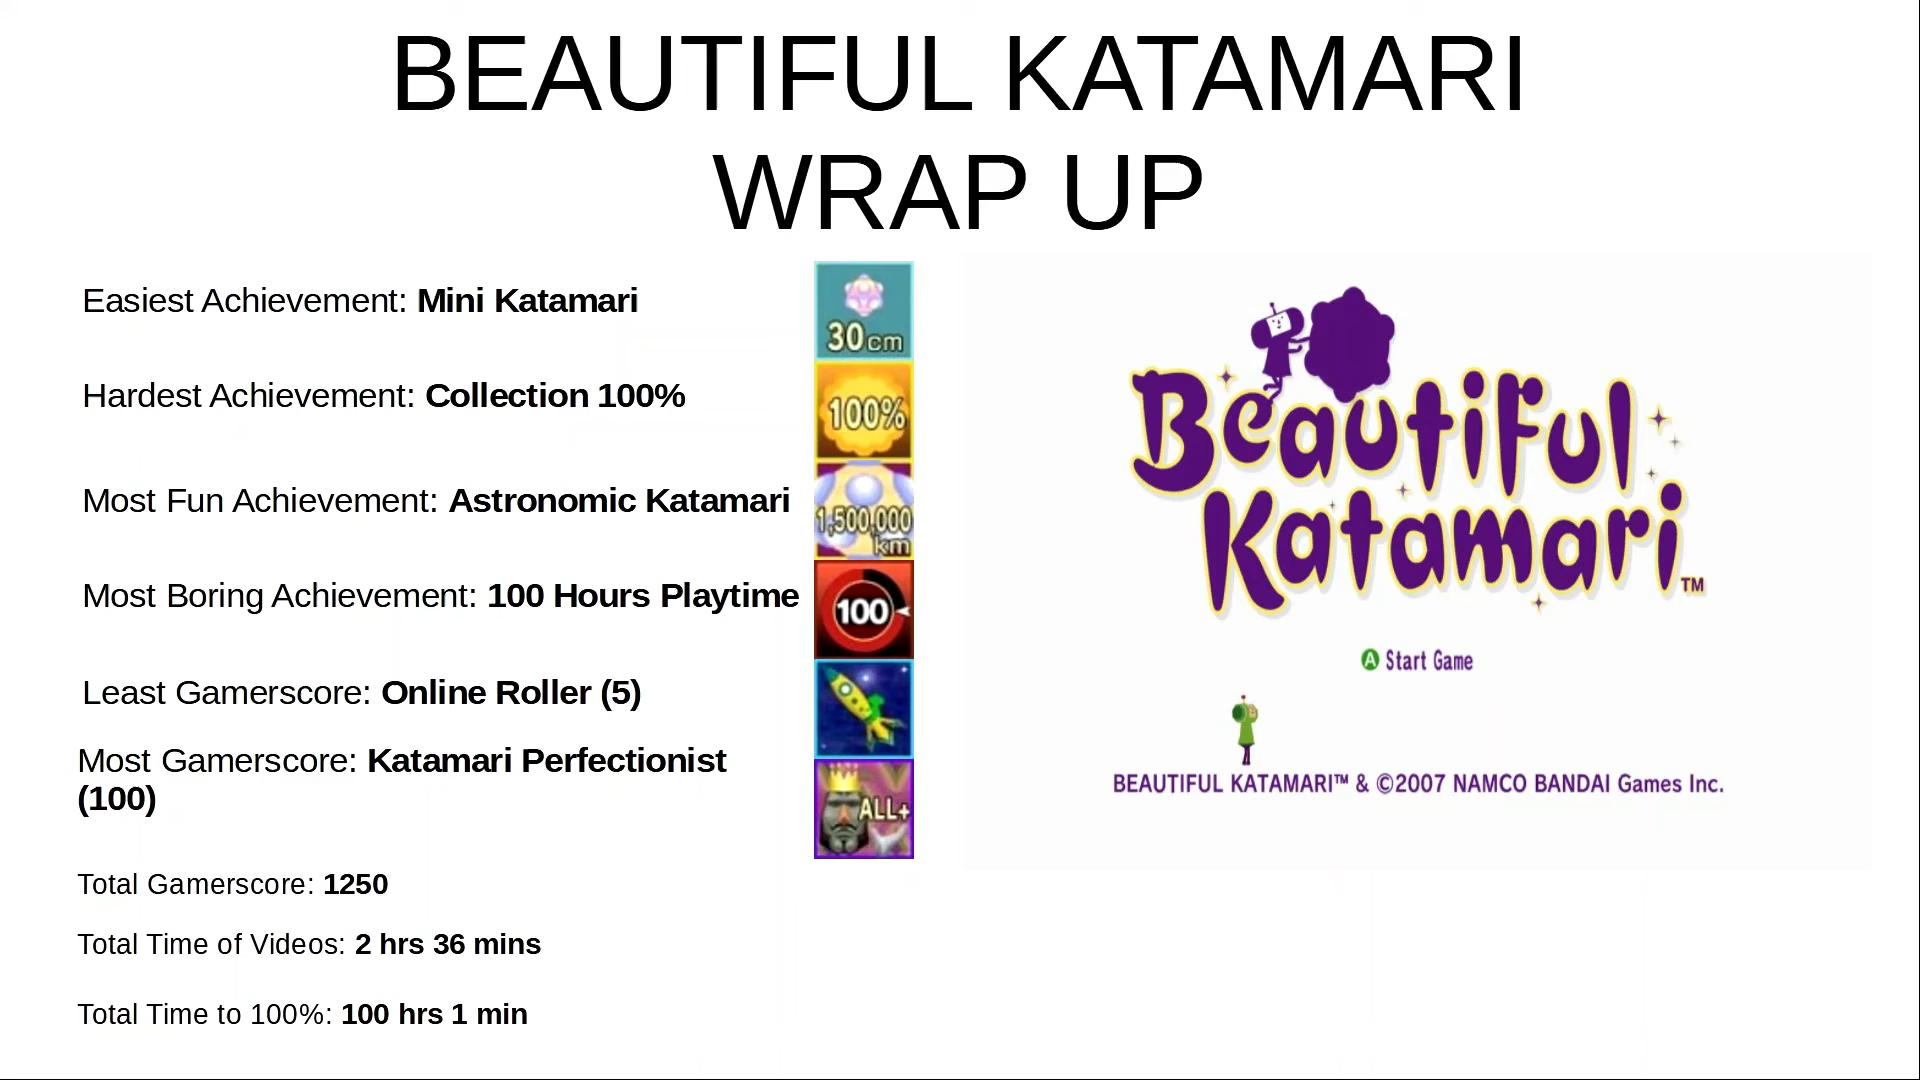 BEAUTIFUL KATAMARI
WRAP UP
Easiest Achievement: Mini Katamari
30cm
Hardest Achievement: Collection 100%
100%
Most Fun Achievement: Astronomic Katamari
1,500,000
km
Most Boring Achievement: 100 Hours Playtime
100
Least Gamerscore: Online Roller (5)
Most Gamerscore: Katamari Perfectionist
(100)
ALL+
Total Gamerscore: 1250
Total Time of Videos: 2 hrs 36 mins
Total Time to 100%: 100 hrs 1 min
Beautiful
Katamari™
A Start Game
BEAUTIFUL KATAMARI™ & ©2007 NAMCO BANDAI Games Inc.